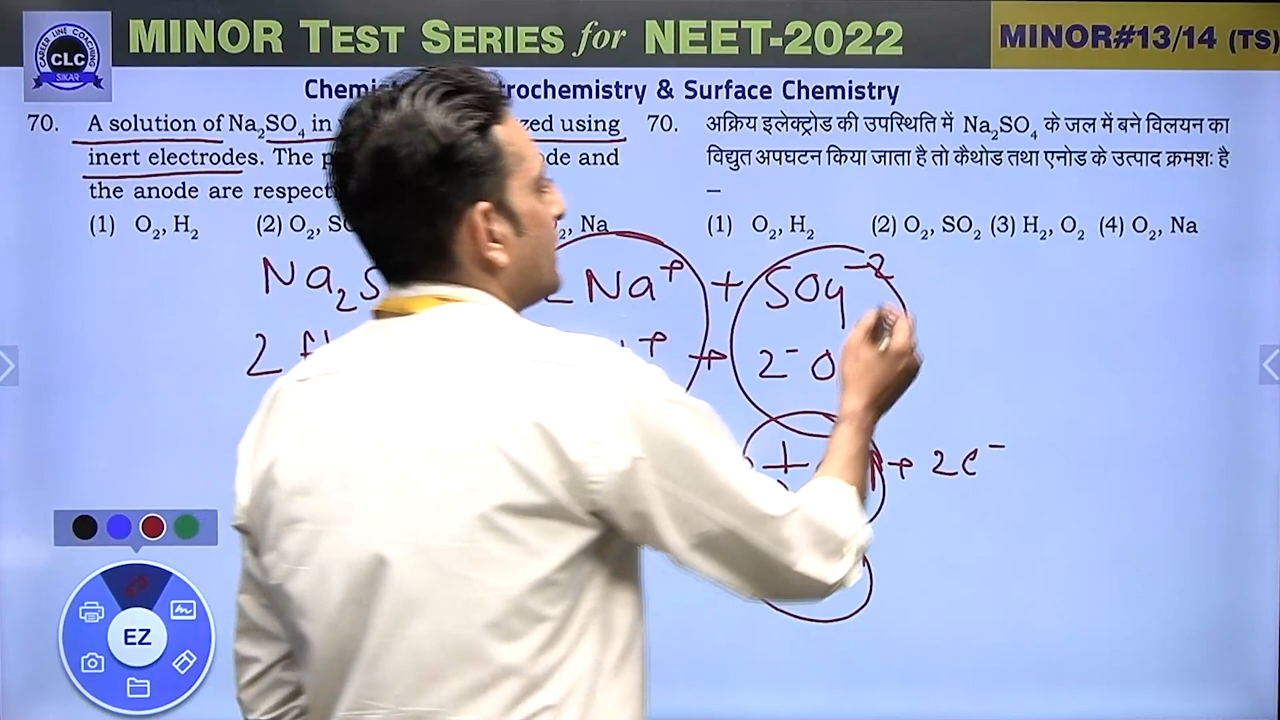 CAREER LINE COACHING
CLC
SIKAR
MINOR TEST SERIES for NEET-2022
MINOR#13/14 (TS)
Chemist trochemistry & Surface Chemistry
70. A solution of Na₂SO₄ in zed using
inert electrodes. The p ode and
the anode are respect
(1) O₂, H₂ (2) O₂, S , Na
70. अक्रिय इलेक्ट्रोड की उपस्थिति में Na₂SO₄ के जल में बने विलयन का
विद्युत अपघटन किया जाता है तो कैथोड तथा एनोड के उत्पाद क्रमशः है
–
(1) O₂, H₂ (2) O₂, SO₂ (3) H₂, O₂ (4) O₂, Na
Na₂S 2Na⁺ + SO₄⁻²
2 + 2⁻O
+ + 2e⁻
EZ